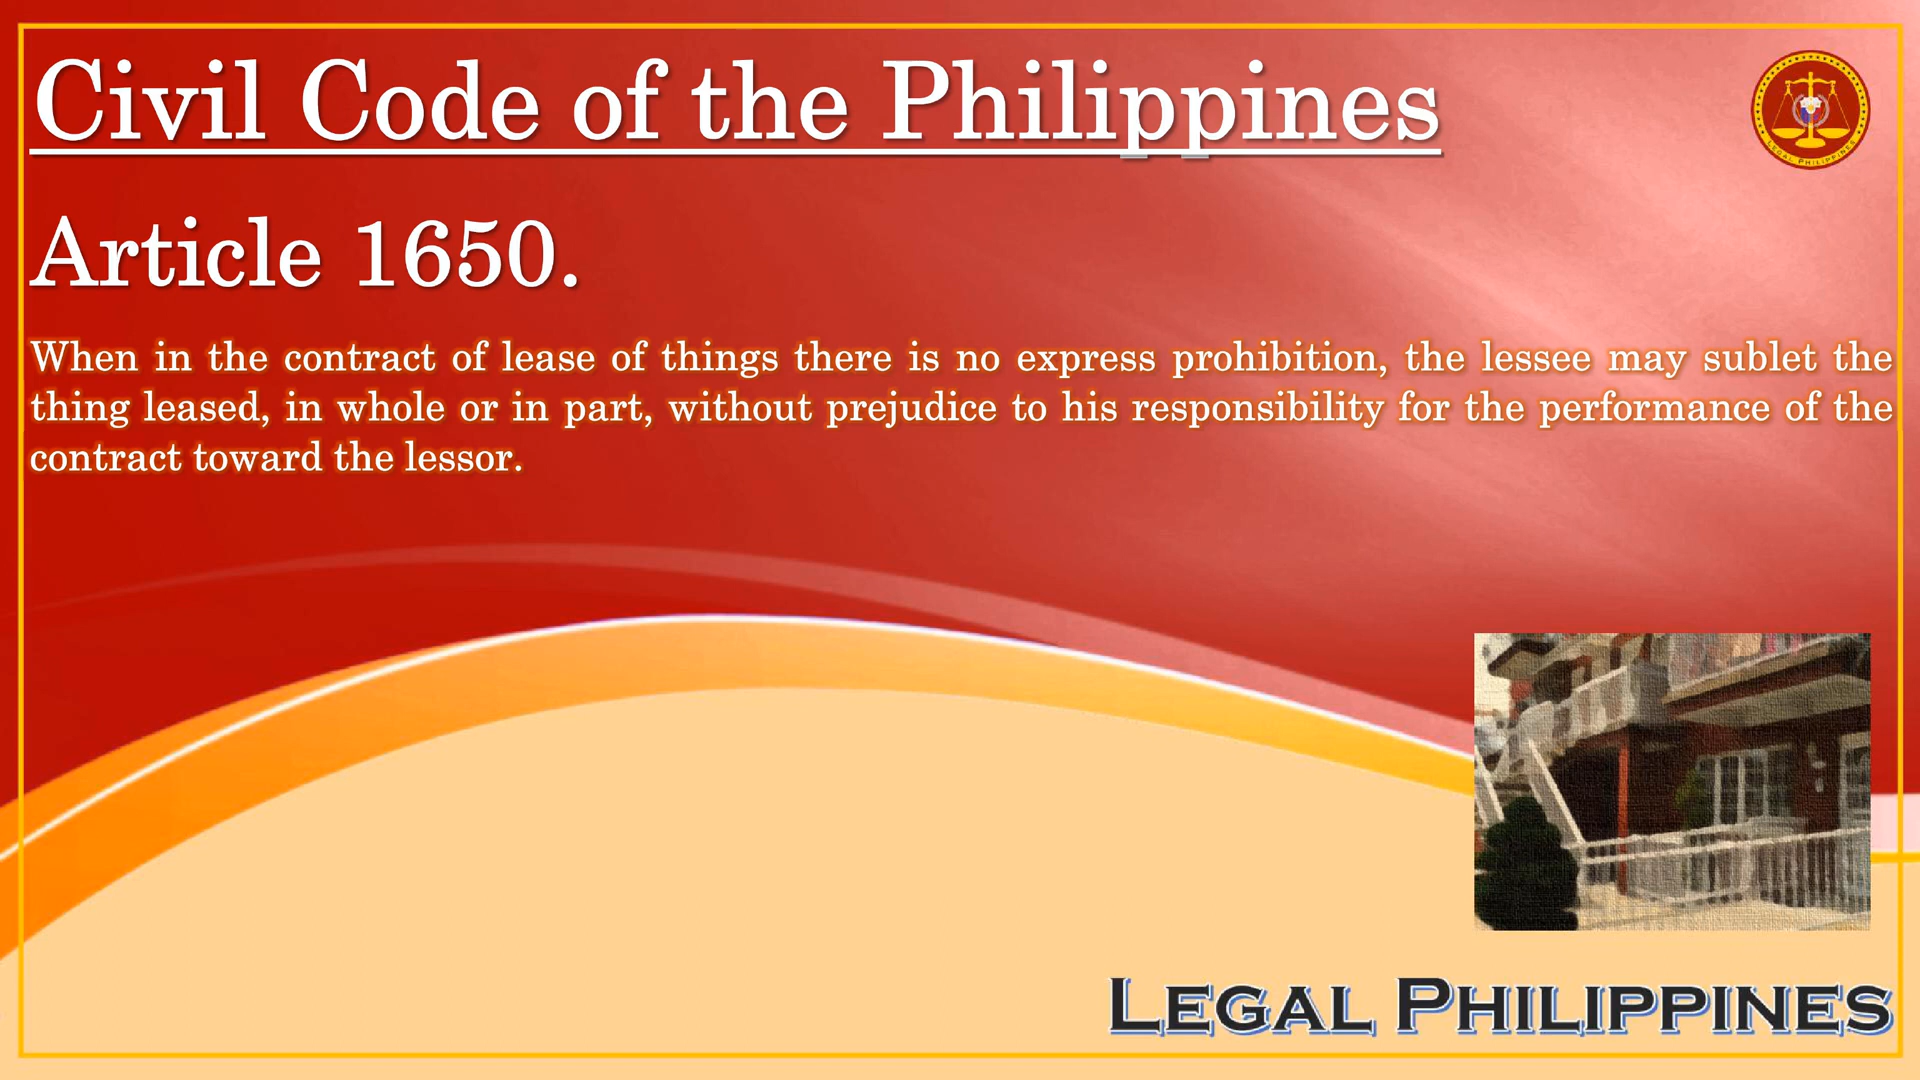 Civil Code of the Philippines
LEGAL PHILIPPINES
Article 1650.
When in the contract of lease of things there is no express prohibition, the lessee may sublet the
thing leased, in whole or in part, without prejudice to his responsibility for the performance of the
contract toward the lessor.
LEGAL PHILIPPINES